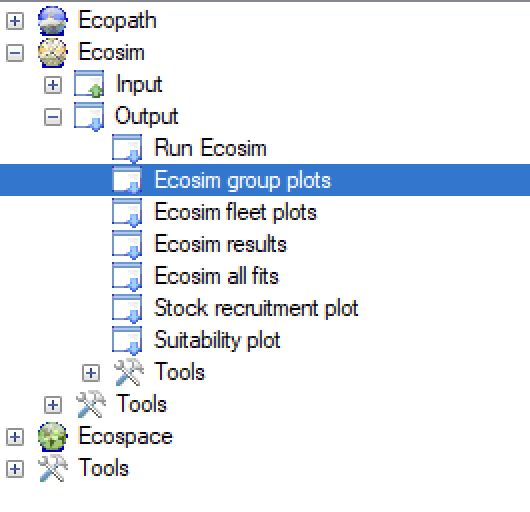 Ecopath
Ecosim
Input
Output
Run Ecosim
Ecosim group plots
Ecosim fleet plots
Ecosim results
Ecosim all fits
Stock recruitment plot
Suitability plot
Tools
Tools
Ecospace
Tools